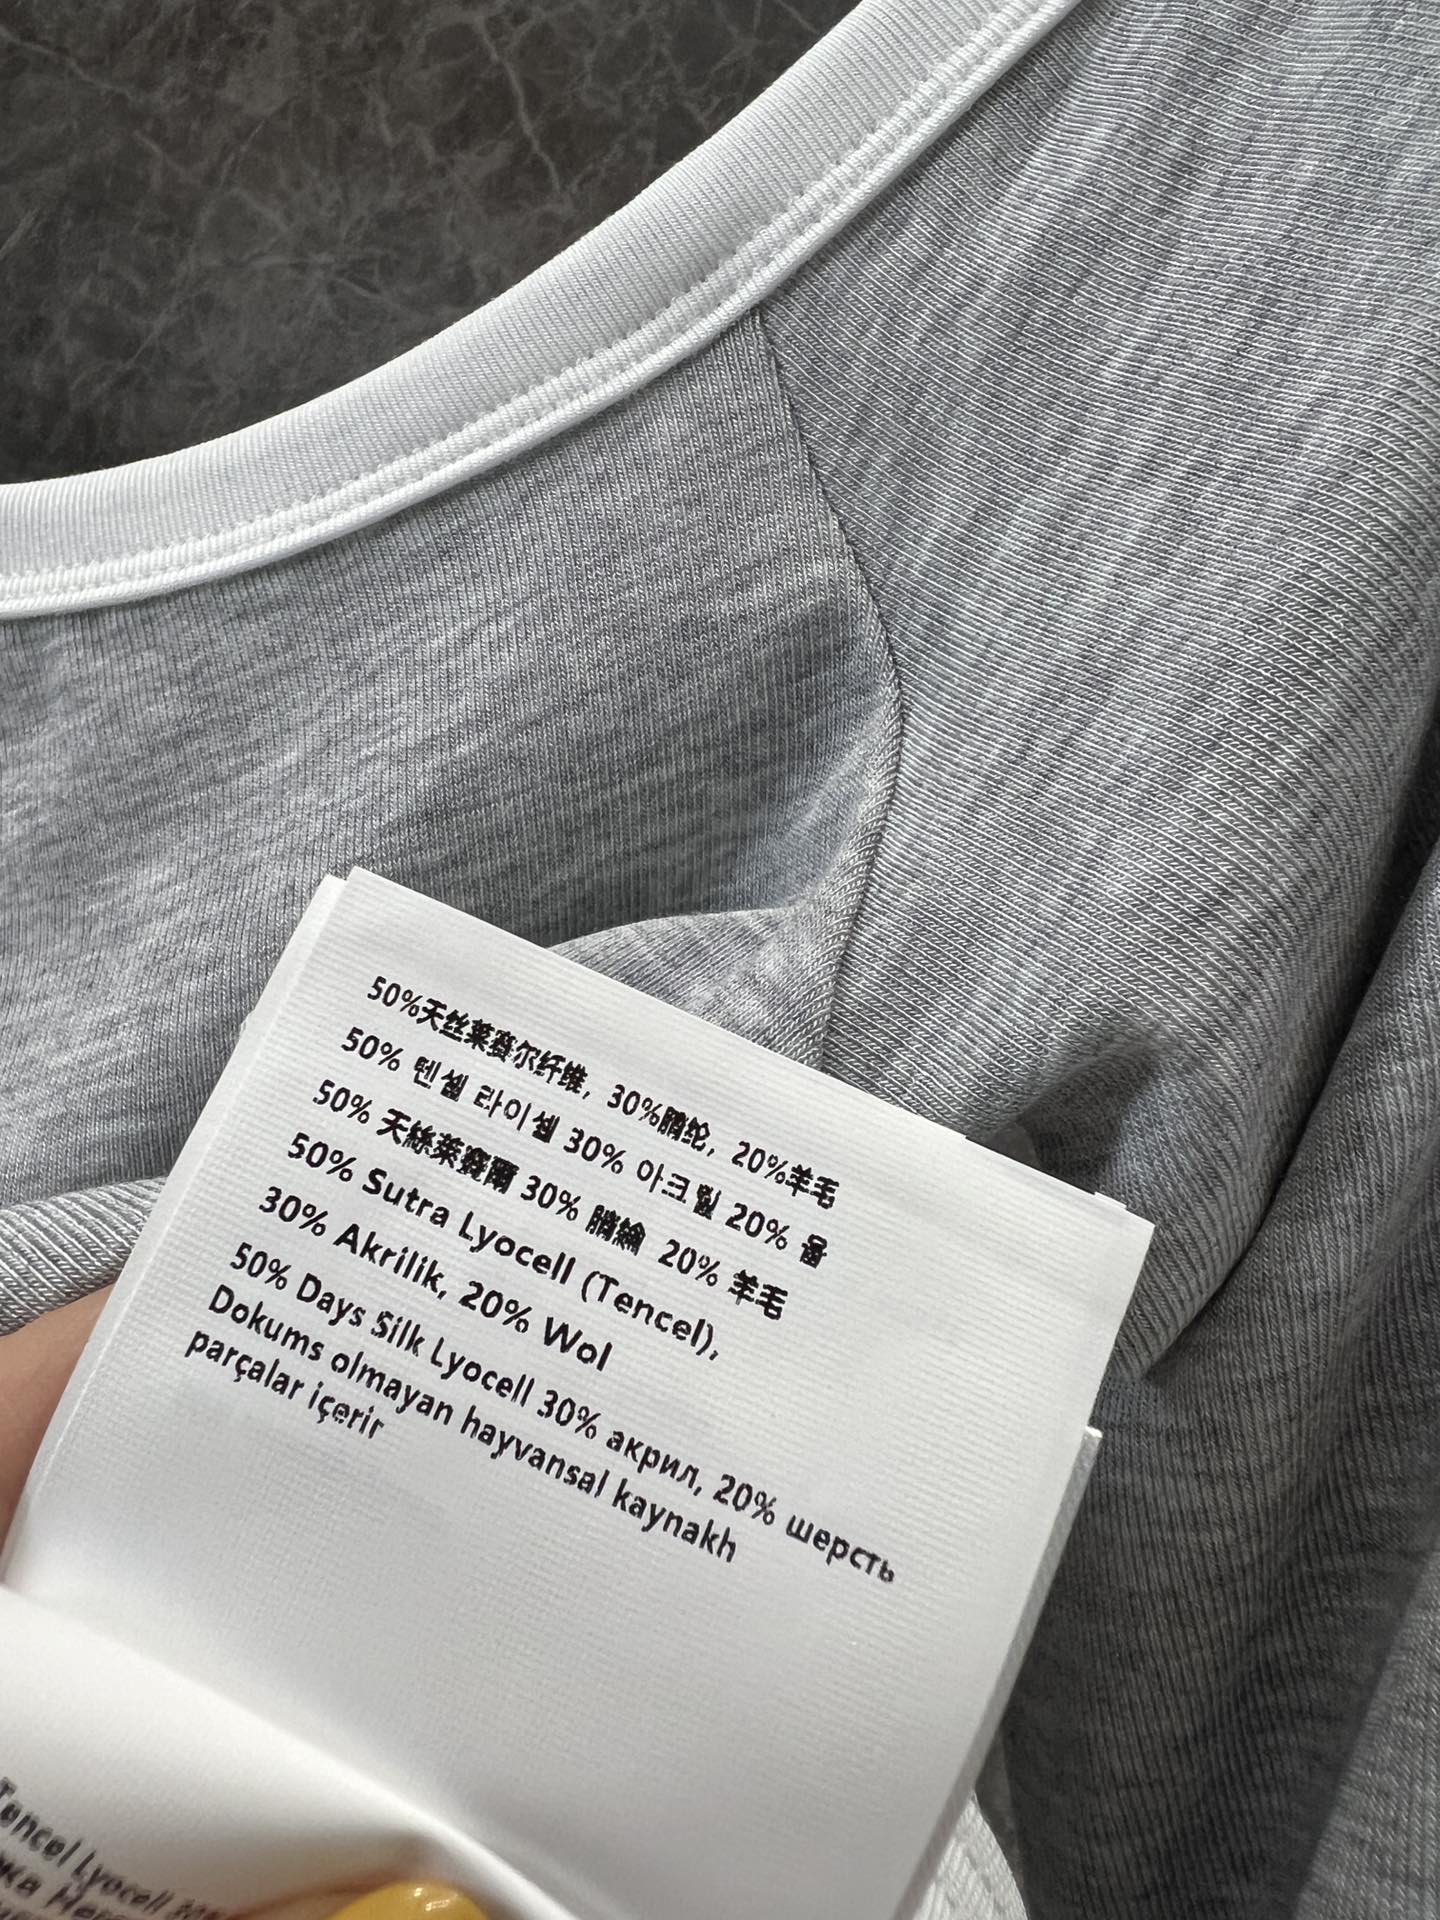 50%天丝莱赛尔纤维, 30%腈纶, 20%羊毛
50% 텐셀 라이셀 30% 아크릴 20% 울
50% 天絲萊賽爾 30% 腈綸 20% 羊毛
50% Sutra Lyocell (Tencel),
30% Akrilik, 20% Wol
50% Days Silk Lyocell 30% акрил, 20% шерсть
Dokums olmayan hayvansal kaynakh
parçalar içerir
Tencel Lyocell 30%